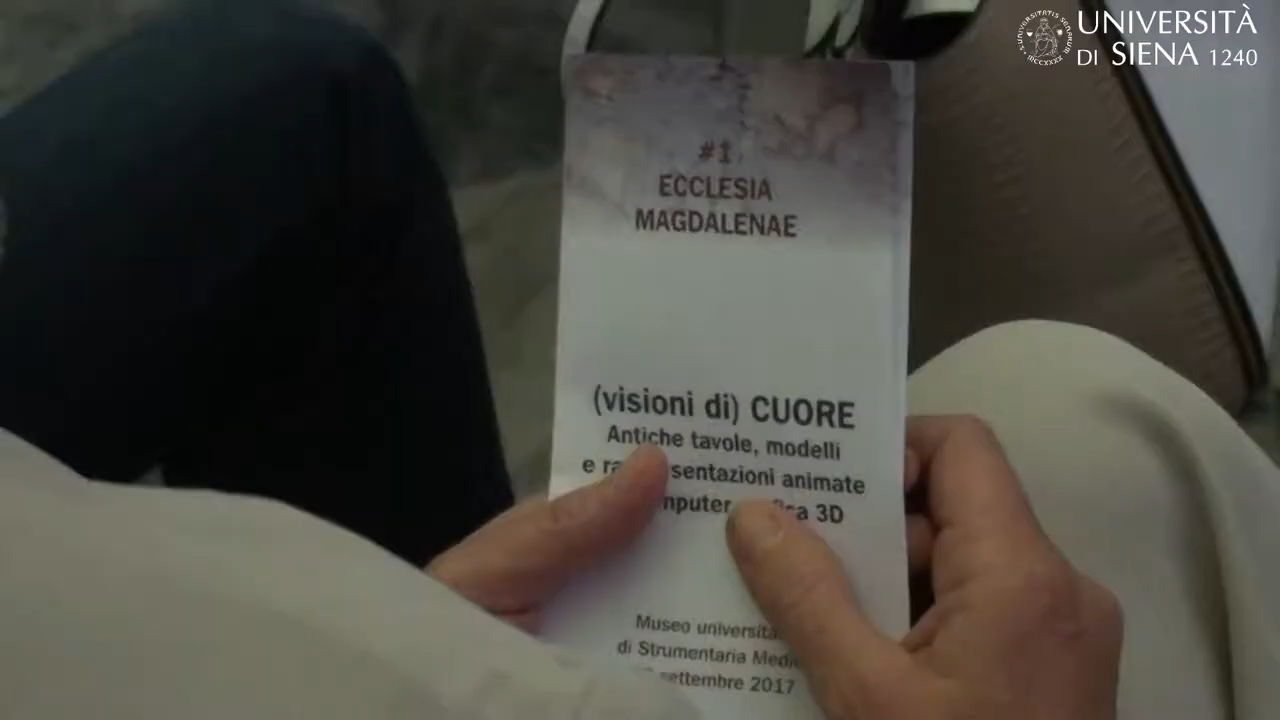 UNIVERSITÀ
DI SIENA 1240
#1
ECCLESIA
MAGDALENAE
(visioni di) CUORE
Antiche tavole, modelli
e sentazioni animate
3D
Museo
di Strumentaria
settembre 2017